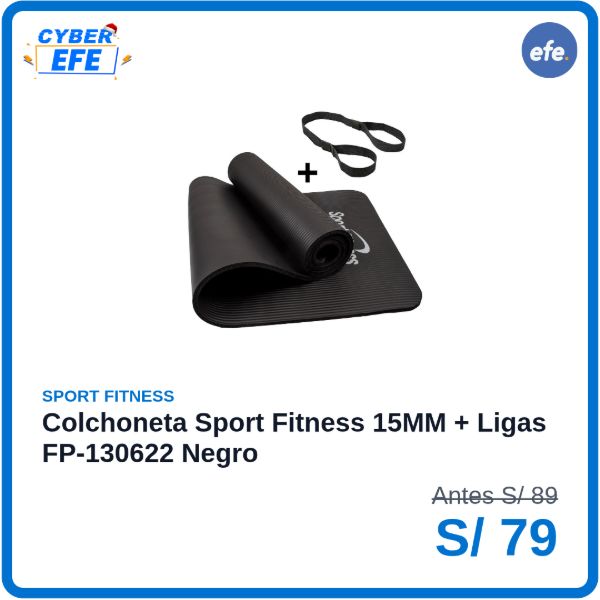 CYBER
EFE
efe.
+
SPORT FITNESS
Colchoneta Sport Fitness 15MM + Ligas
FP-130622 Negro
Antes S/ 89
S/ 79